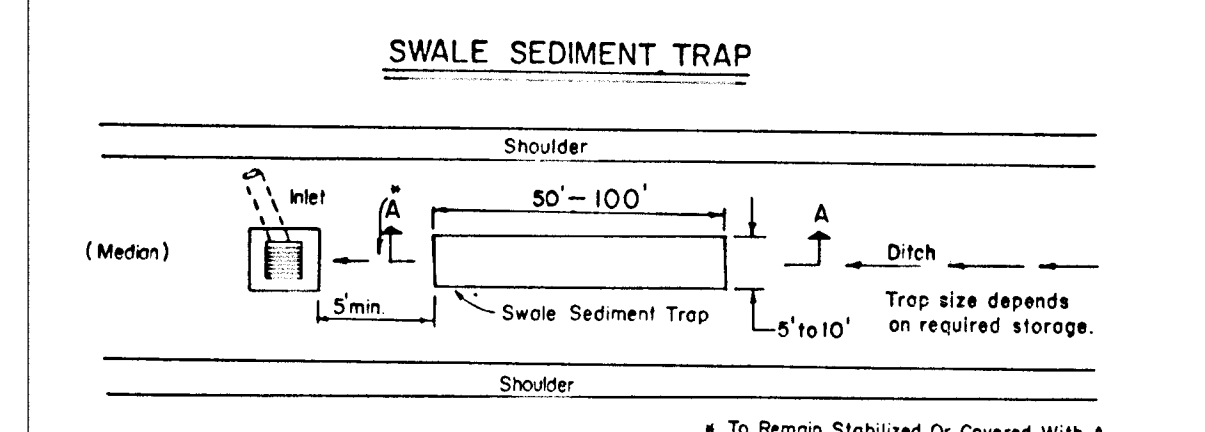 SWALE SEDIMENT TRAP
Shoulder
Inlet
*
A
50'-100'
A
(Median)
Ditch
5'min.
Swale Sediment Trap
5'to10'
Trap size depends
on required storage.
Shoulder
* To Remain Stabilized Or Covered With A